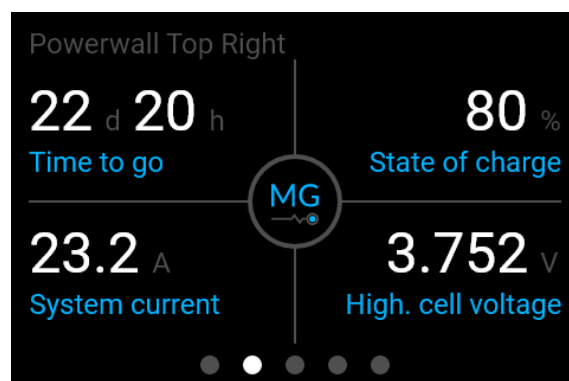 Powerwall Top Right
22 d 20 h
Time to go
80 %
State of charge
MG
23.2 A
System current
3.752 V
High. cell voltage